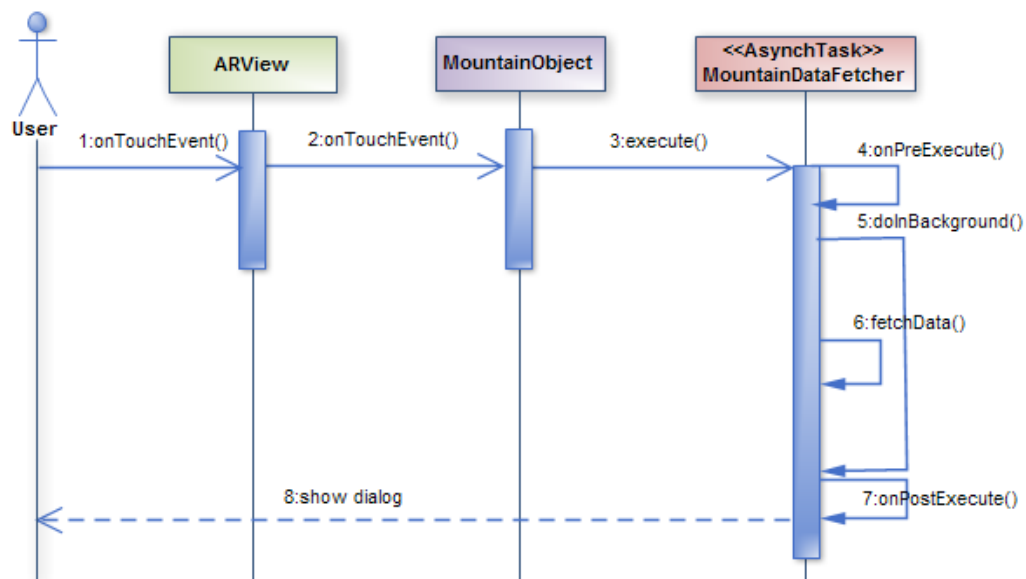 ARView
MountainObject
<<AsynchTask>>
MountainDataFetcher
User
1:onTouchEvent()
2:onTouchEvent()
3:execute()
4:onPreExecute()
5:doInBackground()
6:fetchData()
7:onPostExecute()
8:show dialog